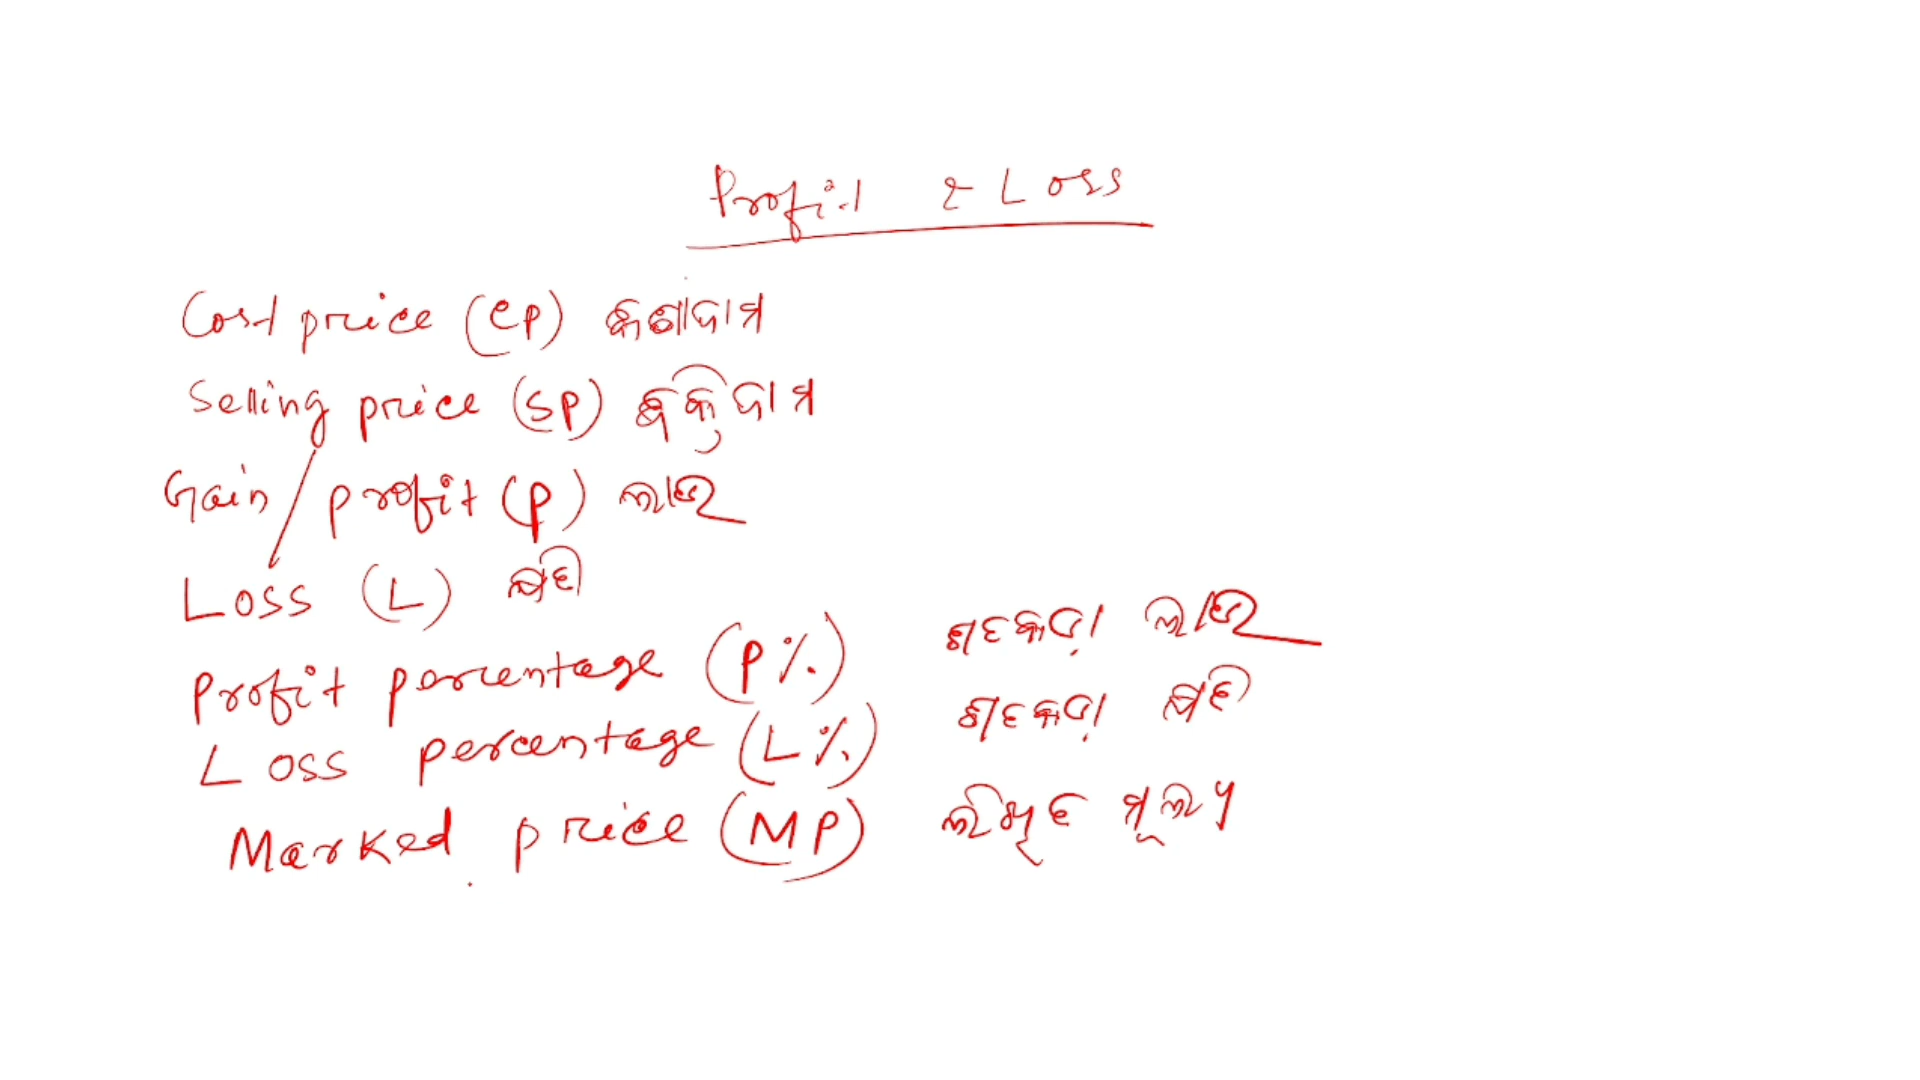 Profit & Loss
Cost price (CP) କିଣାଦାମ
Selling price (SP) ବିକ୍ରିଦାମ
Gain / profit (P) ଲାଭ
Loss (L) କ୍ଷତି
Profit percentage (P%) ଶତକଡ଼ା ଲାଭ
Loss percentage (L%) ଶତକଡ଼ା କ୍ଷତି
Marked price (MP) ଲିଖିତ ମୂଲ୍ୟ